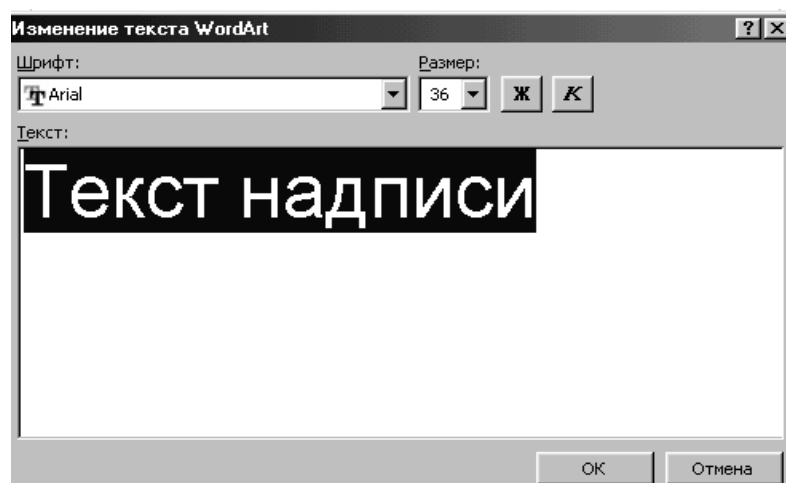 Изменение текста WordArt
Шрифт: Размер:
Arial 36 Ж К
Текст:
Текст надписи
ОК Отмена